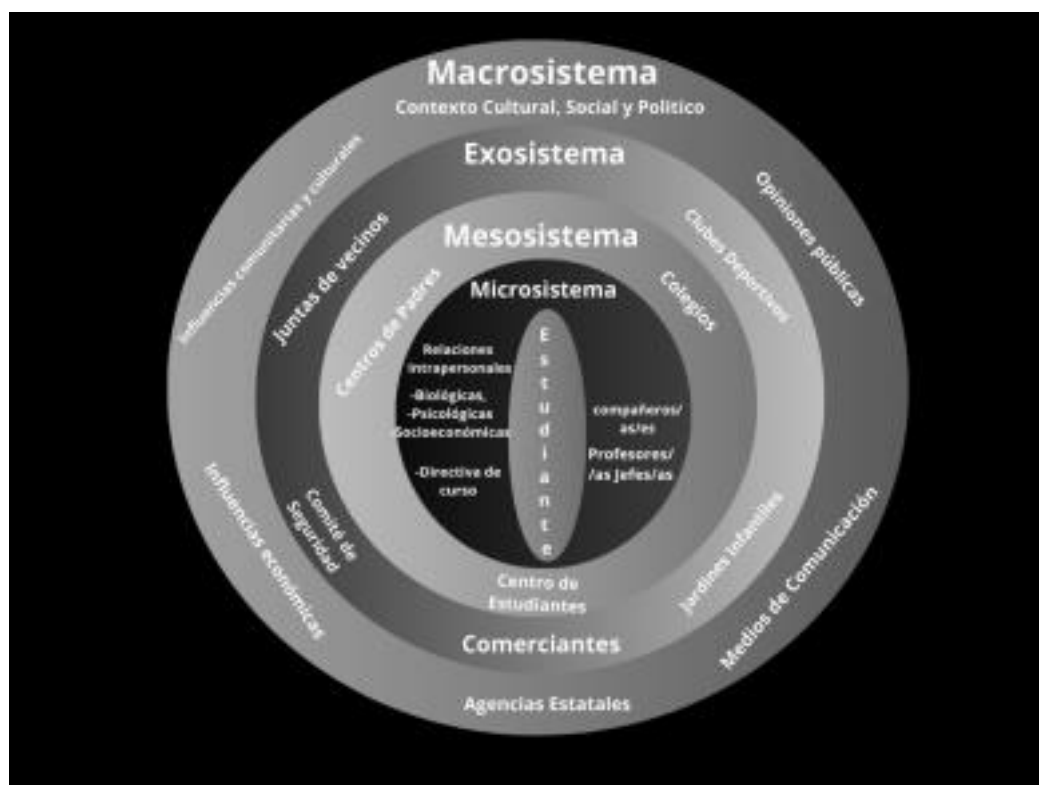 Macrosistema
Contexto Cultural, Social y Político
Exosistema
Mesosistema
Microsistema
Influencias comunitarias y culturales
Opiniones públicas
Juntas de vecinos
Clubes Deportivos
Centros de Padres
Colegios
Estudiante
Relaciones
intrapersonales
-Biológicas,
-Psicológicas
-Socioeconómicas
-Directiva de
curso
compañeros/
as/es
Profesores/
/as Jefes/as
Influencias económicas
Comité de
Seguridad
Centro de
Estudiantes
Jardines Infantiles
Medios de Comunicación
Comerciantes
Agencias Estatales